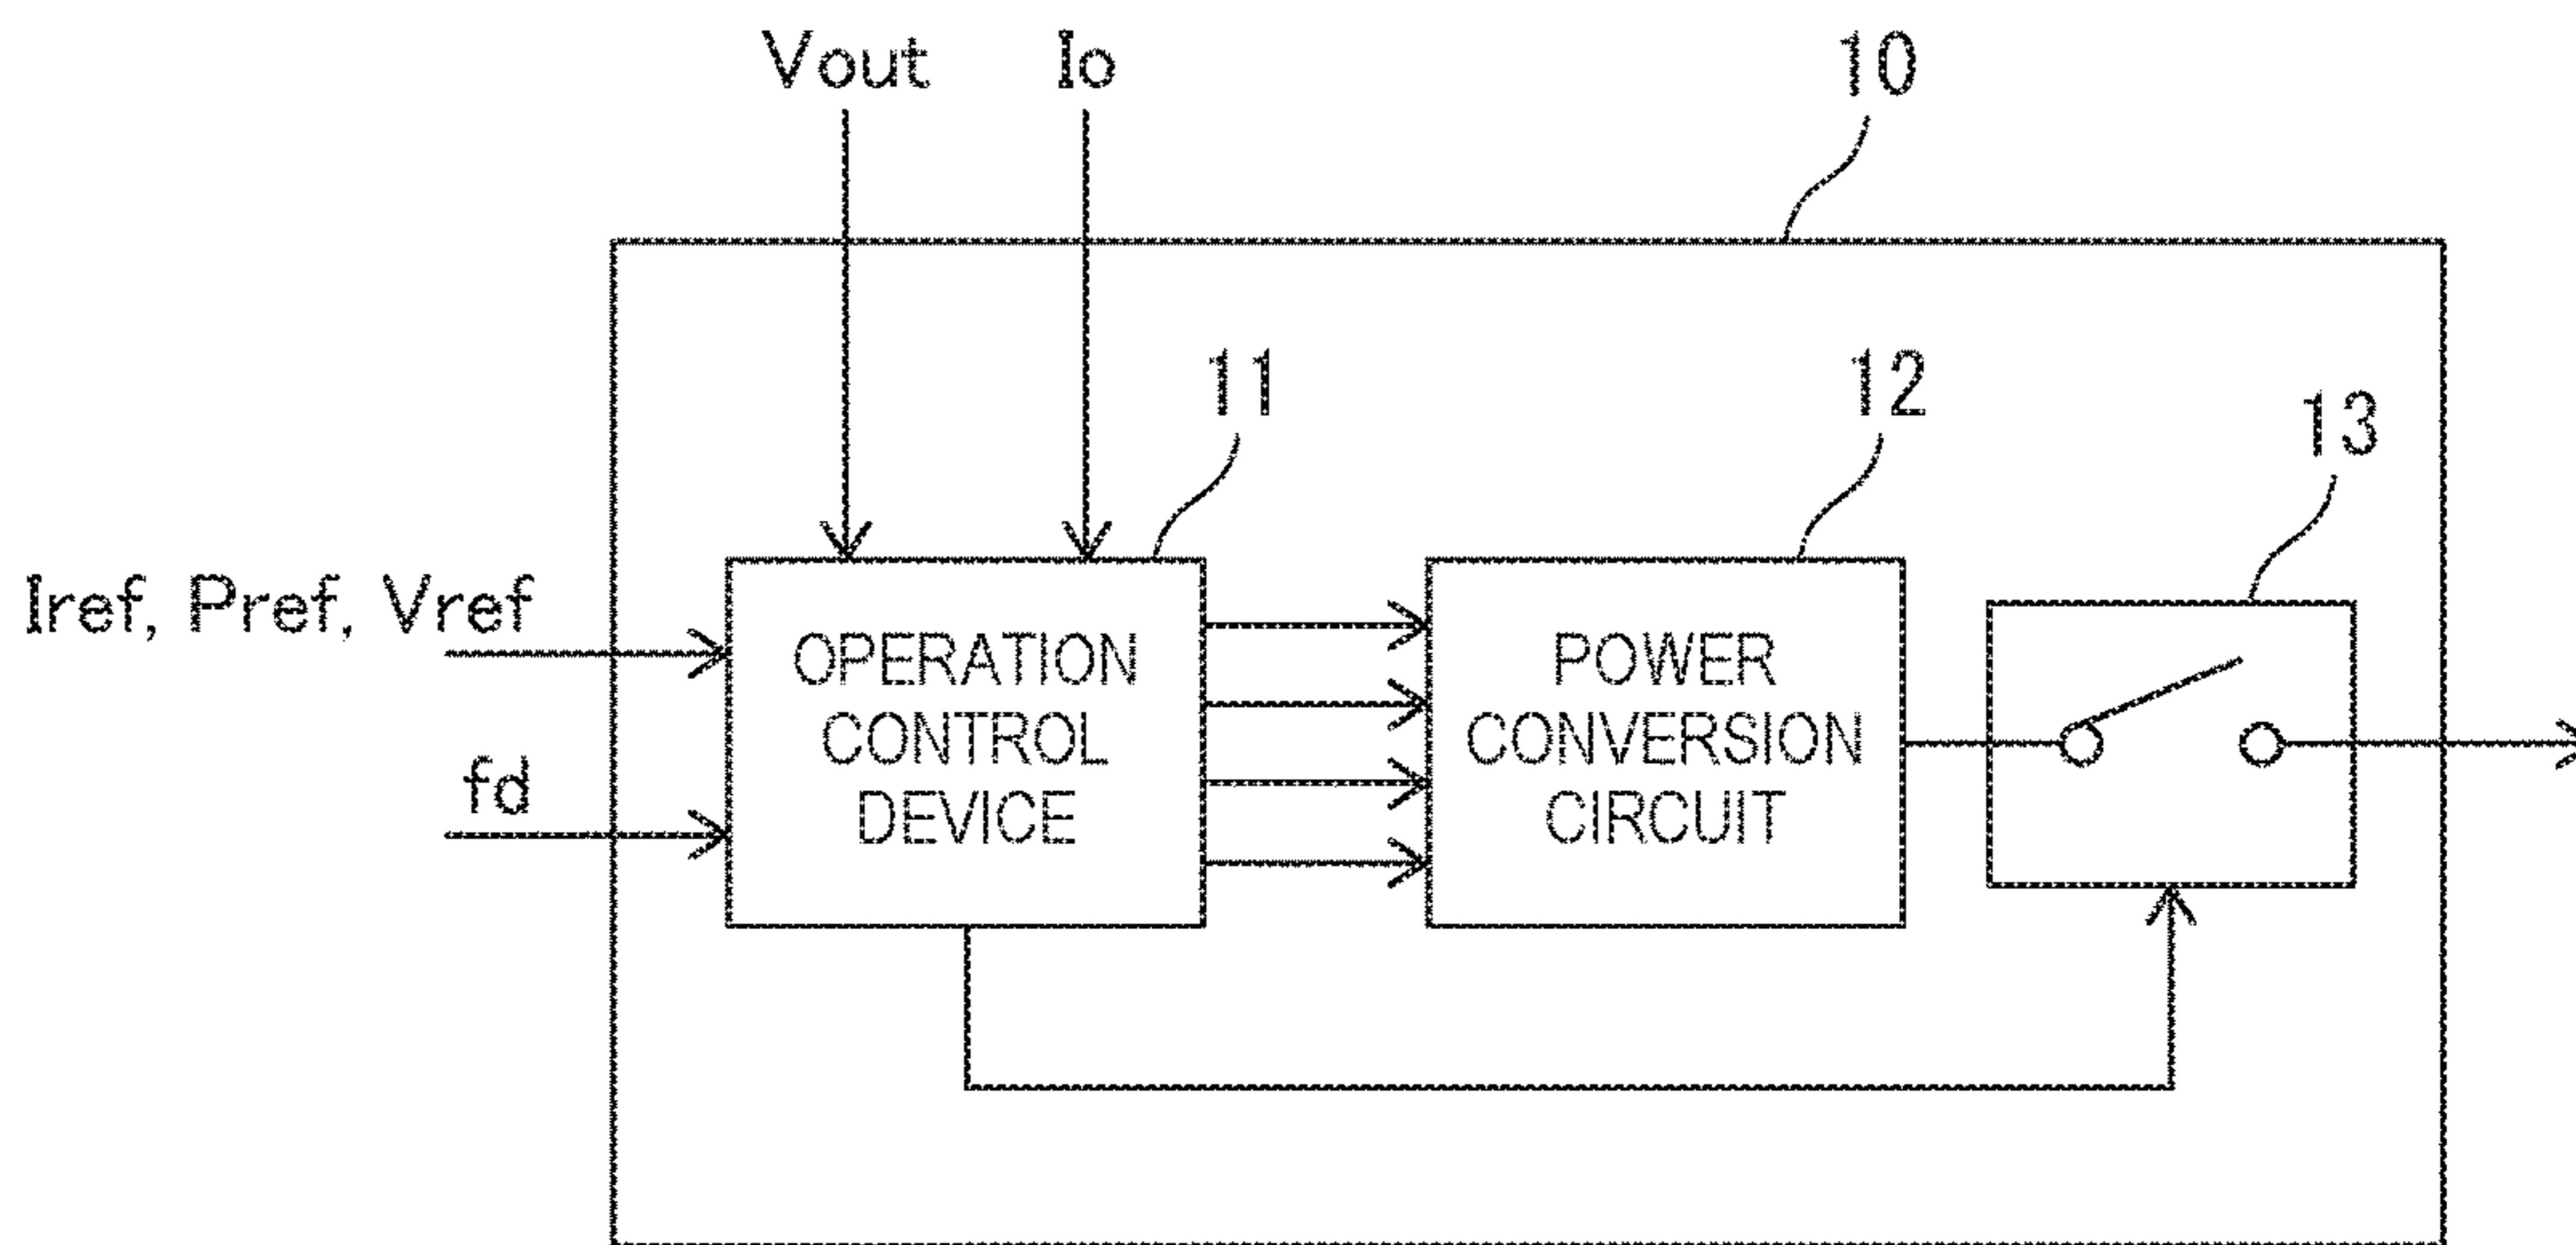 Vout Io 10
11 12 13
Iref, Pref, Vref
fd
OPERATION
CONTROL
DEVICE
POWER
CONVERSION
CIRCUIT